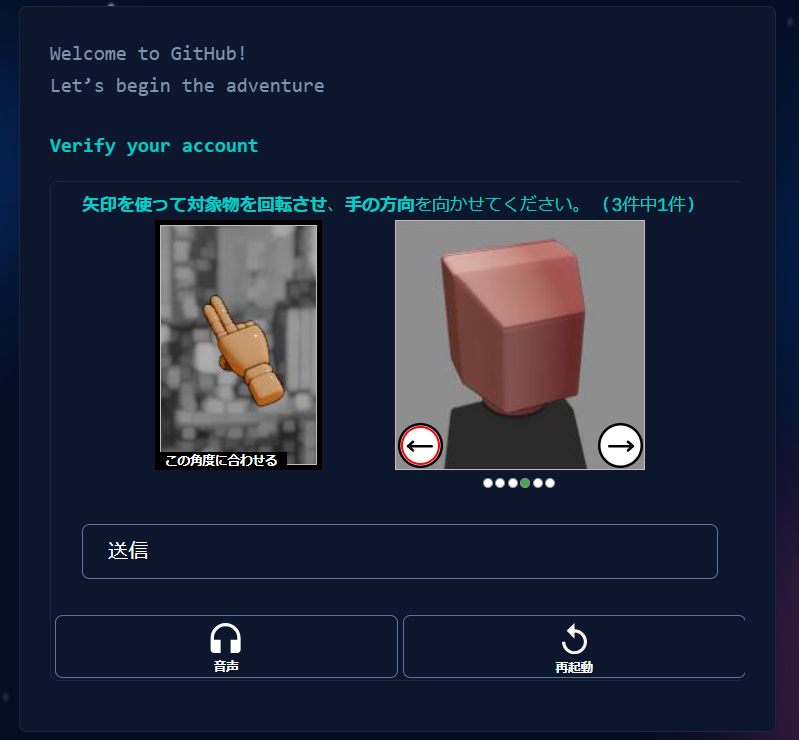 Welcome to GitHub!
Let’s begin the adventure
Verify your account
矢印を使って対象物を回転させ、手の方向を向かせてください。 (3件中1件)
この角度に合わせる
送信
音声
再起動